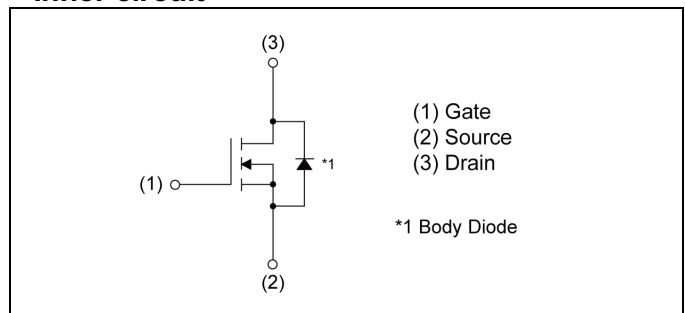 (3)
(1) Gate
(2) Source
(3) Drain
*1
(1)
*1 Body Diode
(2)